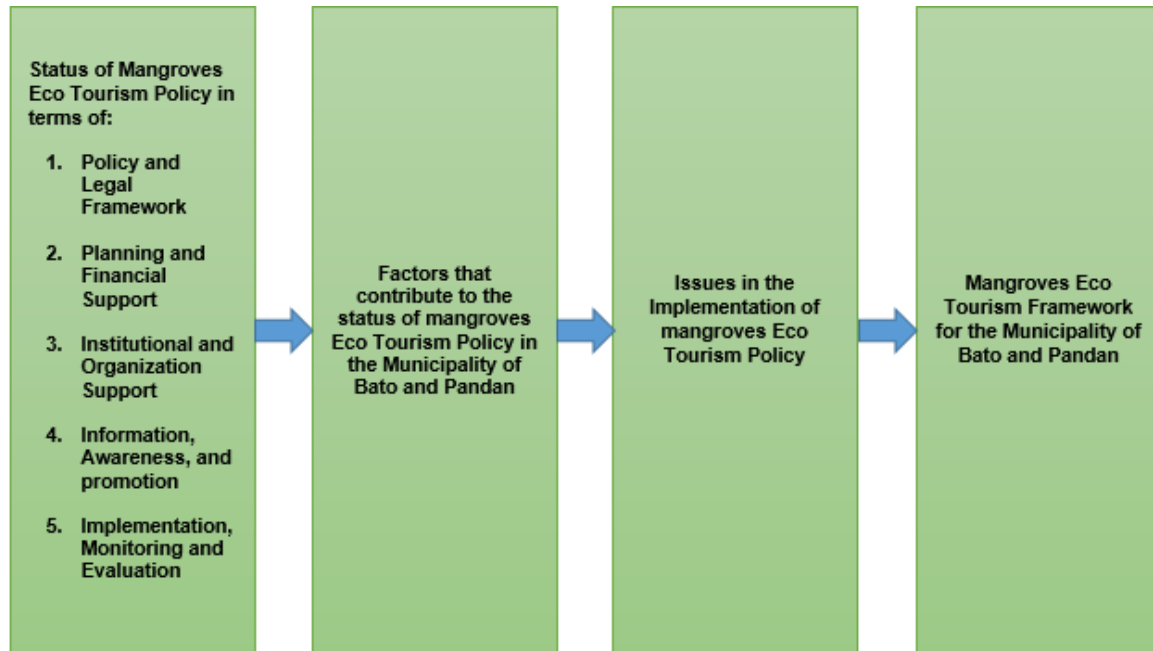 Status of Mangroves
Eco Tourism Policy in
terms of:
1. Policy and
Legal
Framework
2. Planning and
Financial
Support
3. Institutional and
Organization
Support
4. Information,
Awareness, and
promotion
5. Implementation,
Monitoring and
Evaluation
Factors that
contribute to the
status of mangroves
Eco Tourism Policy in
the Municipality of
Bato and Pandan
Issues in the
Implementation of
mangroves Eco
Tourism Policy
Mangroves Eco
Tourism Framework
for the Municipality of
Bato and Pandan